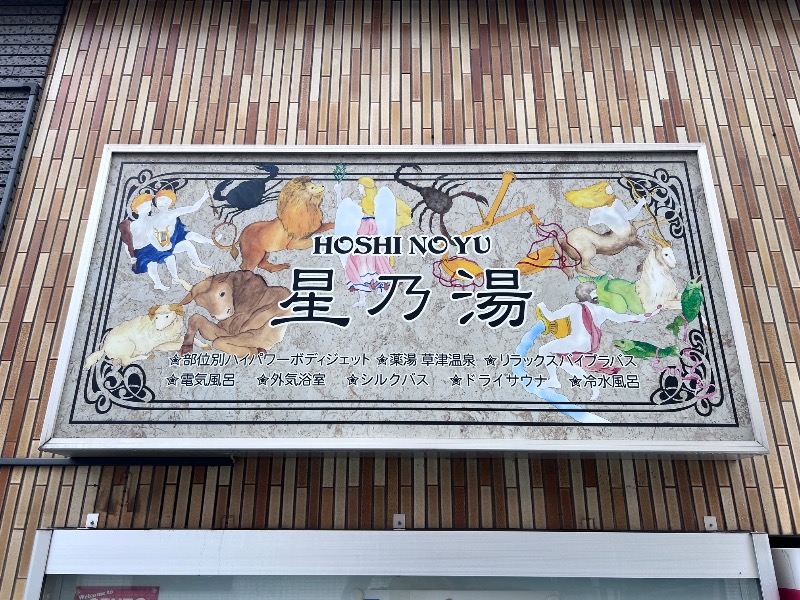 HOSHI NO YU
星乃湯
★部位別ハイパワーボディジェット ★薬湯 草津温泉 ★リラックスバイブラバス
★電気風呂 ★外気浴室 ★シルクバス ★ドライサウナ ★冷水風呂
Welcome to